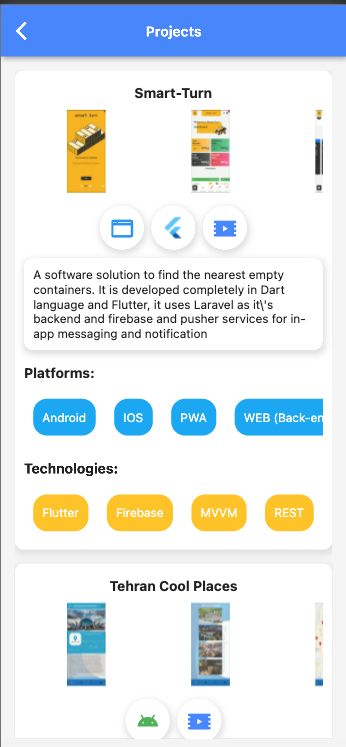 Projects
Smart-Turn
smart turn
A software solution to find the nearest empty
containers. It is developed completely in Dart
language and Flutter, it uses Laravel as it\'s
backend and firebase and pusher services for in-
app messaging and notification
Platforms:
Android IOS PWA WEB (Back-en
Technologies:
Flutter Firebase MVVM REST
Tehran Cool Places